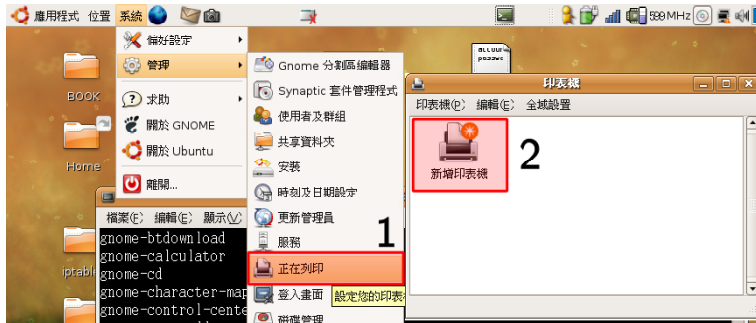 應用程式 位置 系統 599 MHz
偏好設定
管理
求助
關於 GNOME
關於 Ubuntu
離開...
Gnome 分割區編輯器
Synaptic 套件管理程式
使用者及群組
共享資料夾
安裝
時刻及日期設定
更新管理員
服務
正在列印
登入畫面
磁碟管理
設定您的印表
1
印表機
印表機(P) 編輯(E) 全域設置
新增印表機
2
BOOK
Home
iptable
檔案(E) 編輯(E) 顯示(V)
gnome-btdownload
gnome-calculator
gnome-cd
gnome-character-map
gnome-control-cente